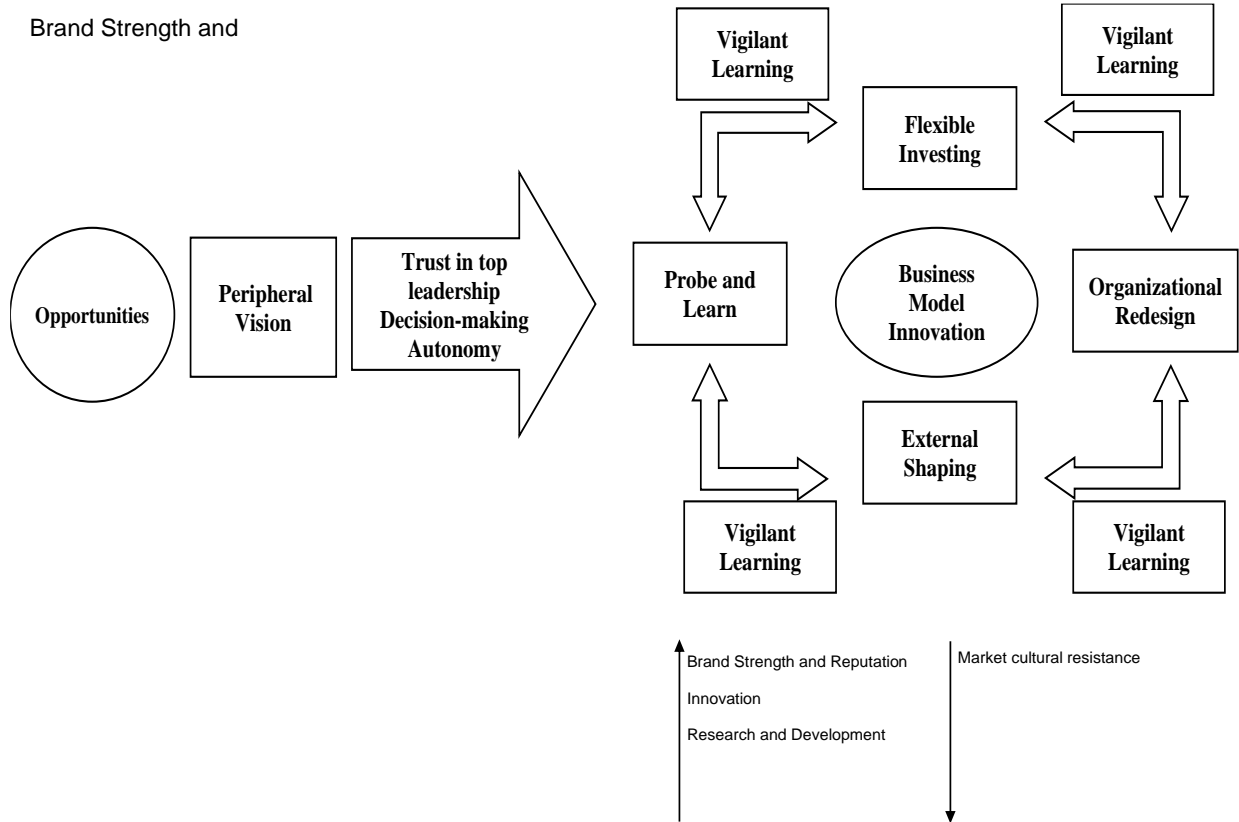 Brand Strength and
Vigilant
Learning
Vigilant
Learning
Flexible
Investing
Opportunities
Peripheral
Vision
Trust in top
leadership
Decision-making
Autonomy
Probe and
Learn
Business
Model
Innovation
Organizational
Redesign
External
Shaping
Vigilant
Learning
Vigilant
Learning
Brand Strength and Reputation
Innovation
Research and Development
Market cultural resistance